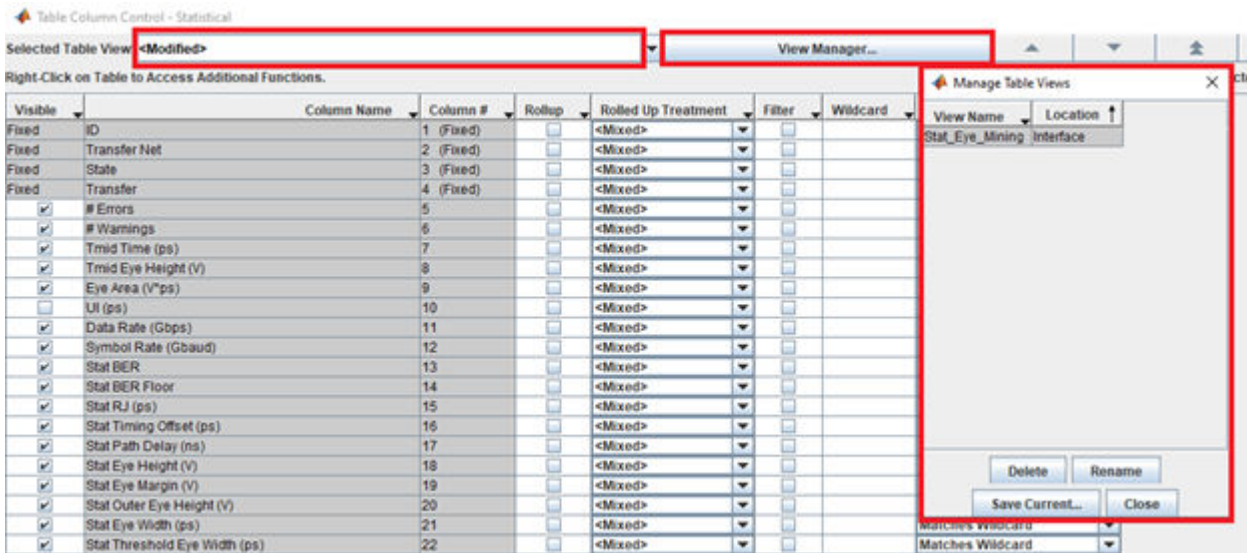 Table Column Control - Statistical
Selected Table View <Modified> View Manager...
Right-Click on Table to Access Additional Functions.
Manage Table Views
Visible Column Name Column # Rollup Rolled Up Treatment Filter Wildcard
View Name Location
Stat_Eye_Mining Interface
Fixed ID 1 (Fixed) <Mixed>
Fixed Transfer Net 2 (Fixed) <Mixed>
Fixed State 3 (Fixed) <Mixed>
Fixed Transfer 4 (Fixed) <Mixed>
# Errors 5 <Mixed>
# Warnings 6 <Mixed>
Tmid Time (ps) 7 <Mixed>
Tmid Eye Height (V) 8 <Mixed>
Eye Area (V*ps) 9 <Mixed>
UI (ps) 10 <Mixed>
Data Rate (Gbps) 11 <Mixed>
Symbol Rate (Gbaud) 12 <Mixed>
Stat BER 13 <Mixed>
Stat BER Floor 14 <Mixed>
Stat RJ (ps) 15 <Mixed>
Stat Timing Offset (ps) 16 <Mixed>
Stat Path Delay (ns) 17 <Mixed>
Stat Eye Height (V) 18 <Mixed>
Delete Rename
Stat Eye Margin (V) 19 <Mixed>
Stat Outer Eye Height (V) 20 <Mixed>
Save Current... Close
Stat Eye Width (ps) 21 <Mixed> Matches Wildcard
Stat Threshold Eye Width (ps) 22 <Mixed> Matches Wildcard